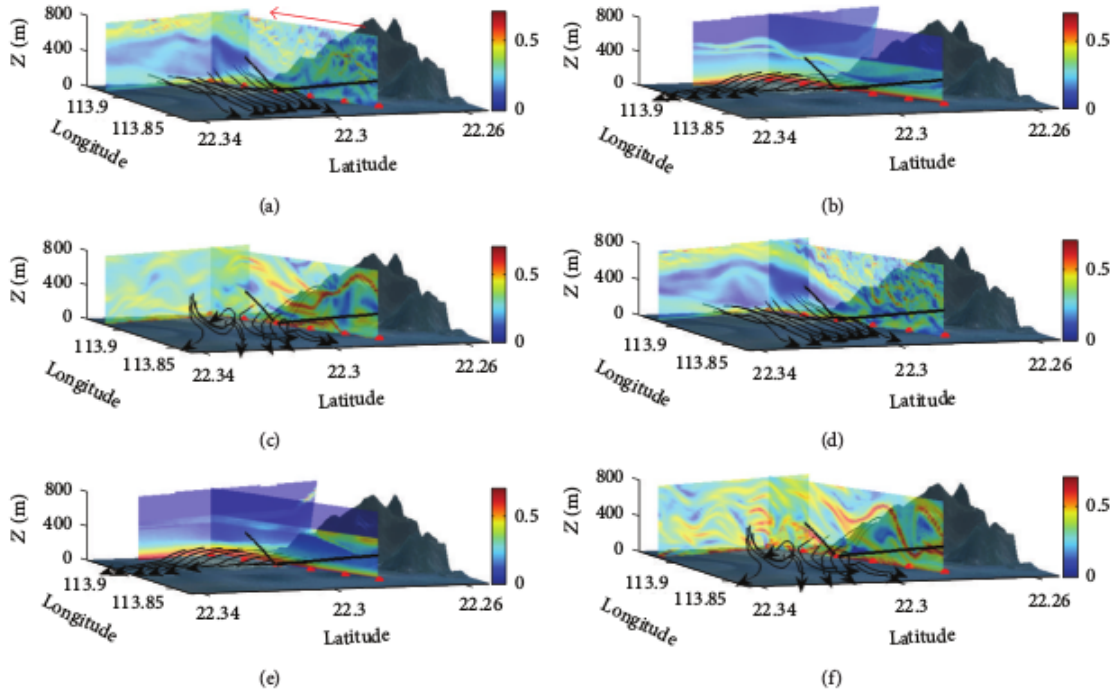 800
400
0
Z (m)
113.9
113.85
Longitude
22.34
22.3
22.26
Latitude
0.5
0
(a)
800
400
0
Z (m)
113.9
113.85
Longitude
22.34
22.3
22.26
Latitude
0.5
0
(b)
800
400
0
Z (m)
113.9
113.85
Longitude
22.34
22.3
22.26
Latitude
0.5
0
(c)
800
400
0
Z (m)
113.9
113.85
Longitude
22.34
22.3
22.26
Latitude
0.5
0
(d)
800
400
0
Z (m)
113.9
113.85
Longitude
22.34
22.3
22.26
Latitude
0.5
0
(e)
800
400
0
Z (m)
113.9
113.85
Longitude
22.34
22.3
22.26
Latitude
0.5
0
(f)